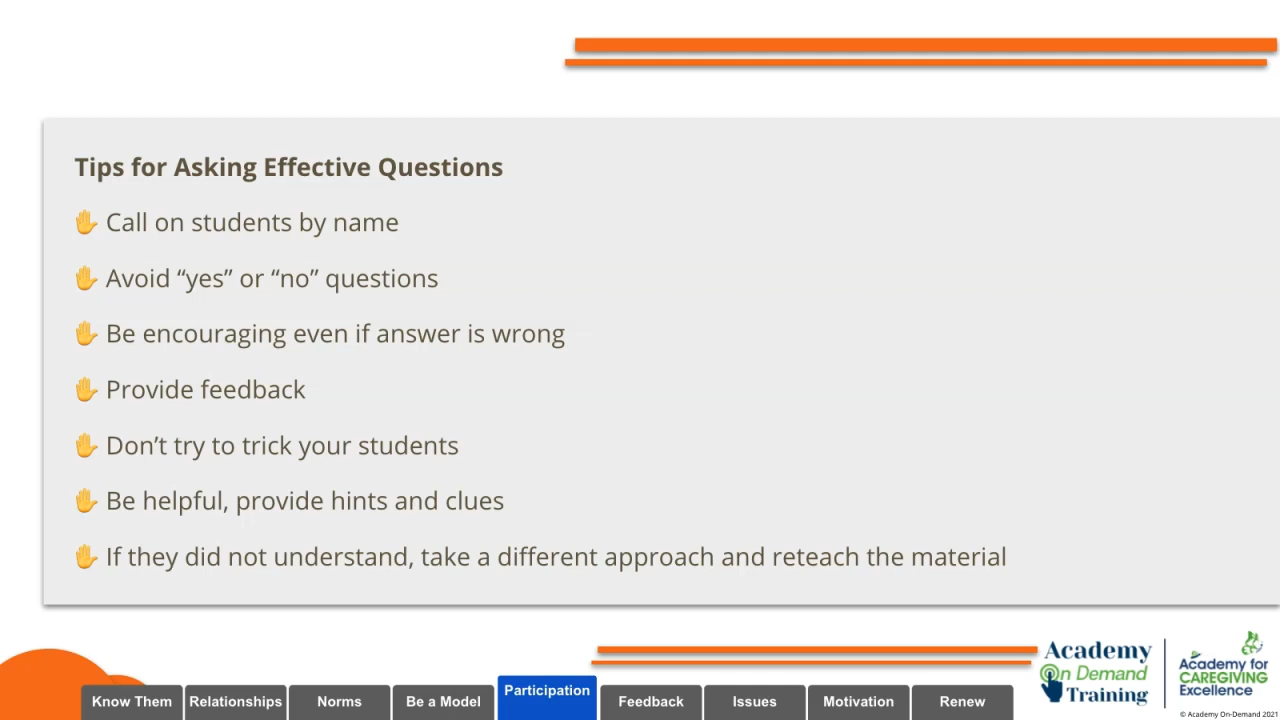 Tips for Asking Effective Questions
✋ Call on students by name
✋ Avoid “yes” or “no” questions
✋ Be encouraging even if answer is wrong
✋ Provide feedback
✋ Don’t try to trick your students
✋ Be helpful, provide hints and clues
✋ If they did not understand, take a different approach and reteach the material
Know Them
Relationships
Norms
Be a Model
Participation
Feedback
Issues
Motivation
Renew
Academy
On Demand
Training
Academy for
CAREGIVING
Excellence
© Academy On-Demand 2021